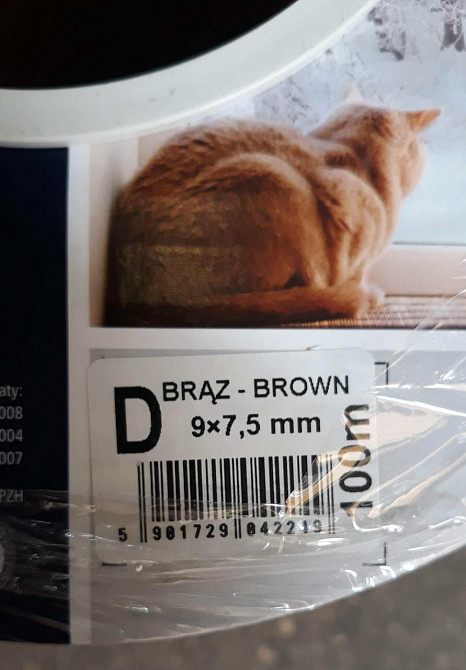 aty:
008
004
007
PZH
D
BRĄZ - BROWN
9×7,5 mm
100m
5 901729 042219